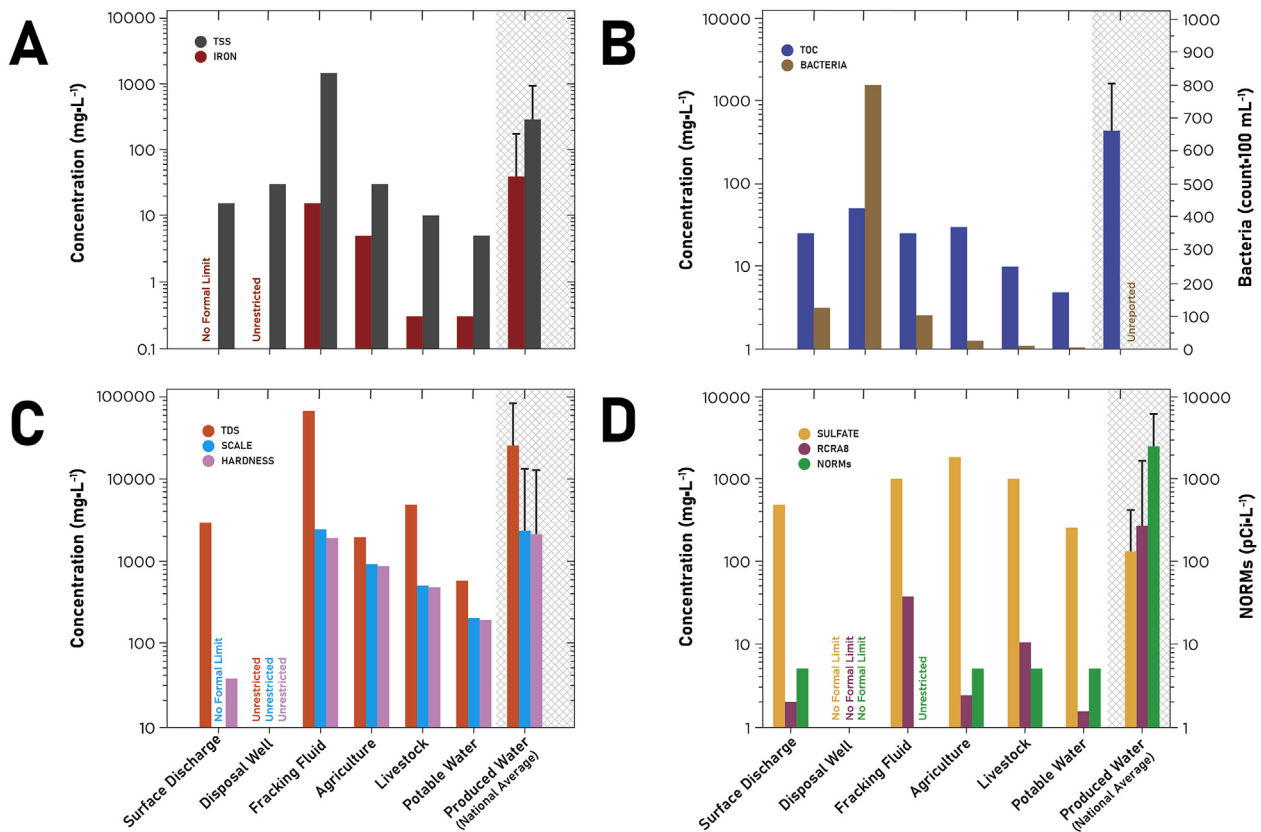 A
TSS
IRON
Concentration (mg•L⁻¹)
10000
1000
100
10
1
0.1
No Formal Limit
Unrestricted
B
TOC
BACTERIA
Concentration (mg•L⁻¹)
10000
1000
100
10
1
Unreported
1000
900
800
700
600
500
400
300
200
100
0
Bacteria (count•100 mL⁻¹)
C
TDS
SCALE
HARDNESS
Concentration (mg•L⁻¹)
100000
10000
1000
100
10
No Formal Limit
Unrestricted
Unrestricted
Unrestricted
Surface Discharge
Disposal Well
Fracking Fluid
Agriculture
Livestock
Potable Water
Produced Water
(National Average)
D
SULFATE
RCRA8
NORMs
Concentration (mg•L⁻¹)
10000
1000
100
10
1
No Formal Limit
No Formal Limit
No Formal Limit
Unrestricted
10000
1000
100
10
1
NORMs (pCi•L⁻¹)
Surface Discharge
Disposal Well
Fracking Fluid
Agriculture
Livestock
Potable Water
Produced Water
(National Average)